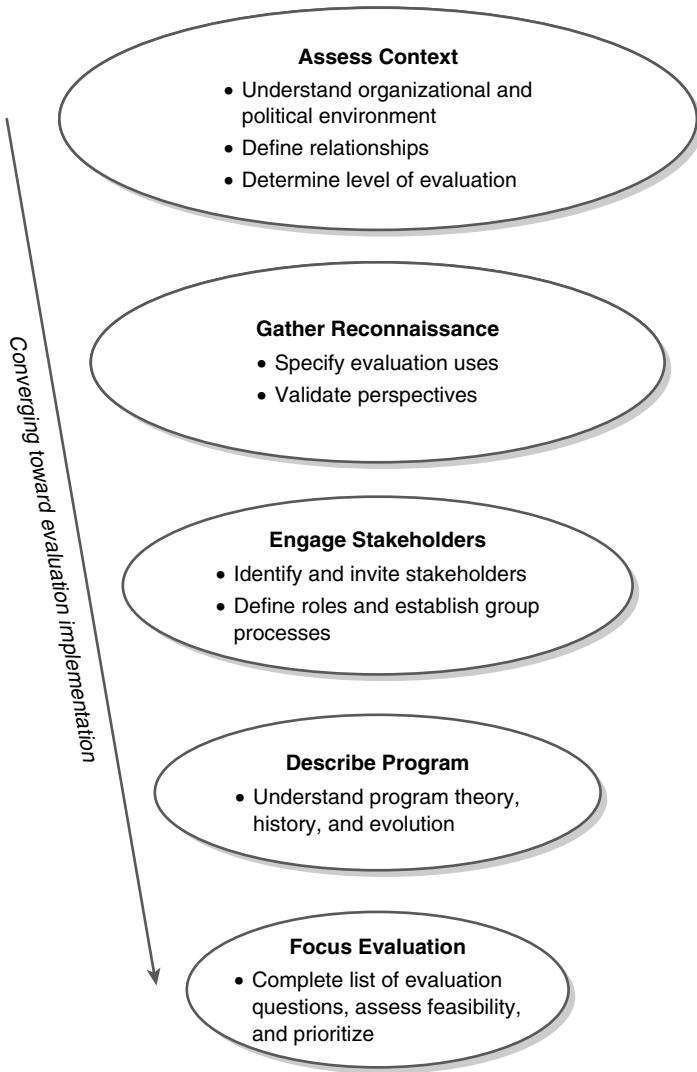 Assess Context
• Understand organizational and
political environment
• Define relationships
• Determine level of evaluation
Gather Reconnaissance
• Specify evaluation uses
• Validate perspectives
Converging toward evaluation implementation
Engage Stakeholders
• Identify and invite stakeholders
• Define roles and establish group
processes
Describe Program
• Understand program theory,
history, and evolution
Focus Evaluation
• Complete list of evaluation
questions, assess feasibility,
and prioritize